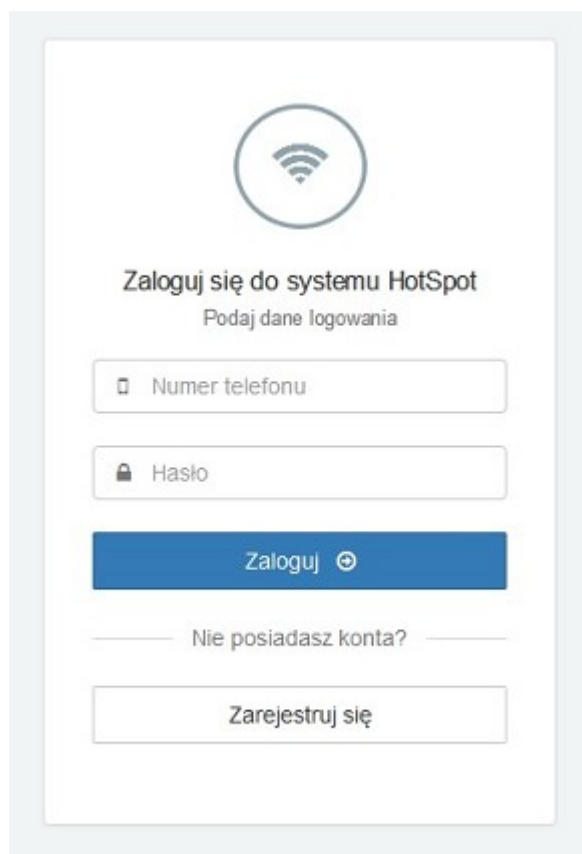 Zaloguj się do systemu HotSpot
Podaj dane logowania
Numer telefonu
Hasło
Zaloguj
Nie posiadasz konta?
Zarejestruj się